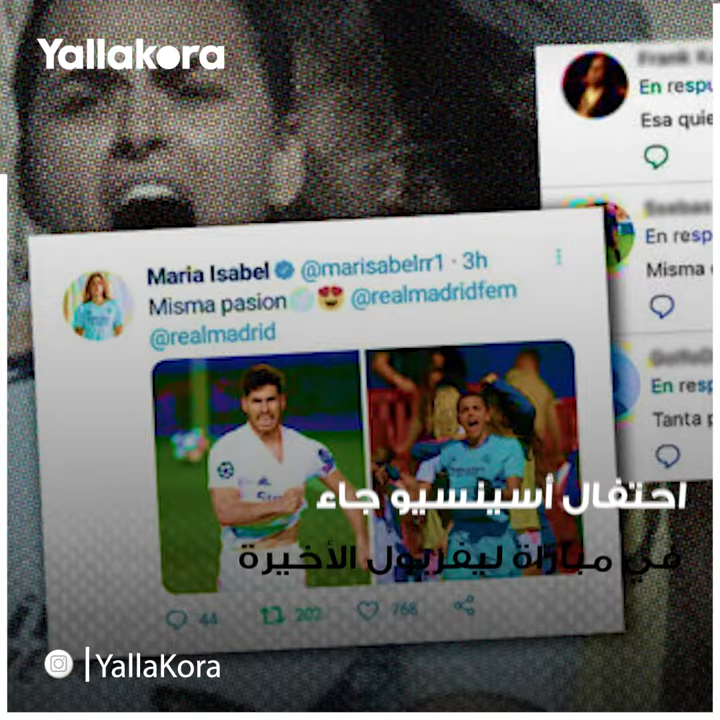 Yallakora
En respu
Esa quie
En resp
Misma
En resp
Tanta p
Maria Isabel @marisabelrr1 · 3h
Misma pasion @realmadridfem
@realmadrid
احتفال أسينسيو جاء
في مباراة ليفربول الأخيرة
44 202 768
YallaKora